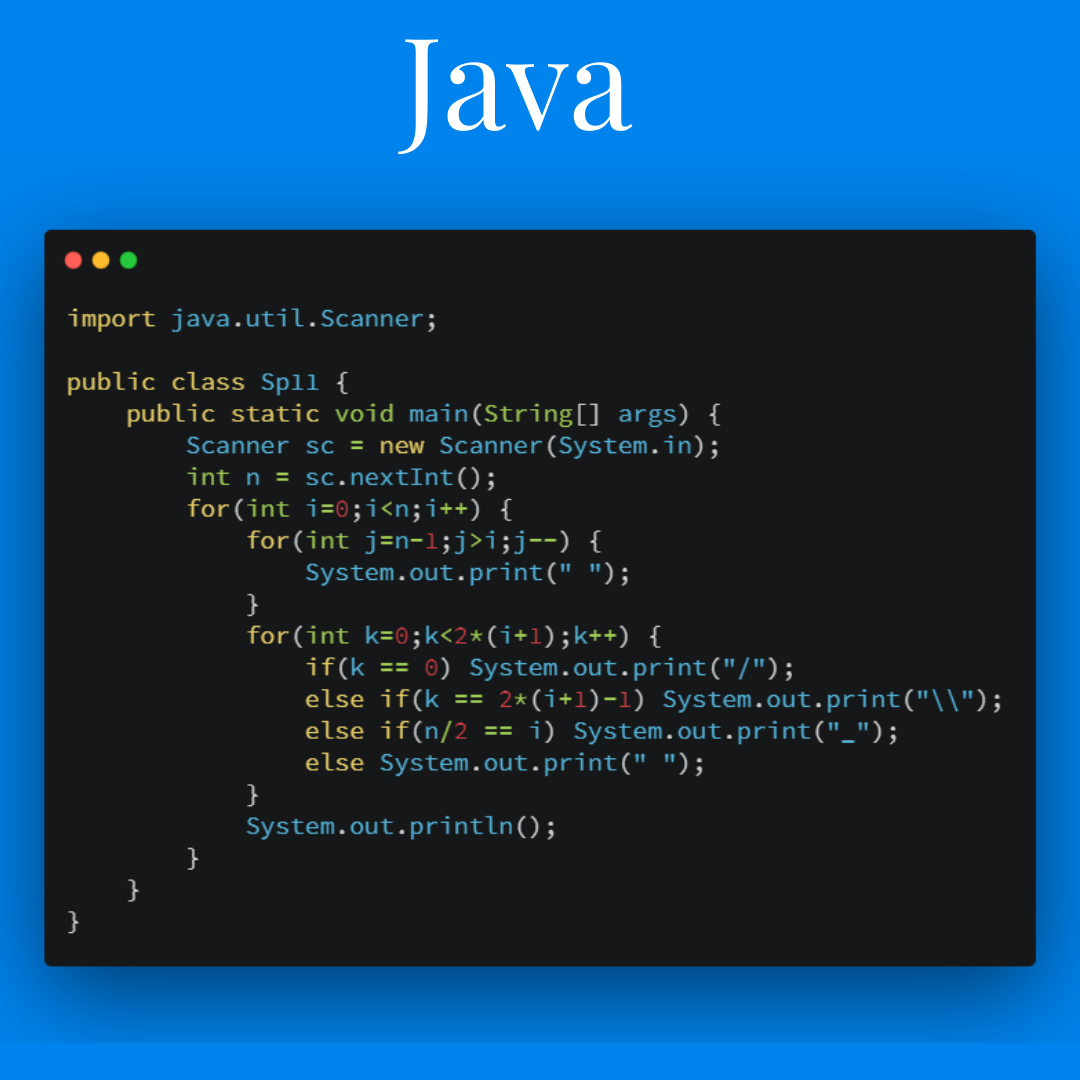 Java
import java.util.Scanner;
public class Sp11 {
    public static void main(String[] args) {
        Scanner sc = new Scanner(System.in);
        int n = sc.nextInt();
        for(int i=0;i<n;i++) {
            for(int j=n-1;j>i;j--) {
                System.out.print(" ");
            }
            for(int k=0;k<2*(i+1);k++) {
                if(k == 0) System.out.print("/");
                else if(k == 2*(i+1)-1) System.out.print("\\");
                else if(n/2 == i) System.out.print("_");
                else System.out.print(" ");
            }
            System.out.println();
        }
    }
}